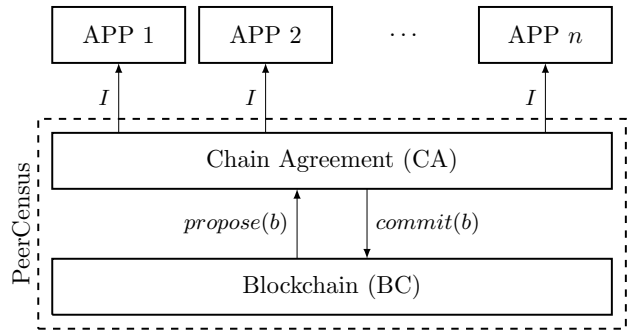 APP 1 APP 2 ··· APP n
I I I
Chain Agreement (CA)
propose(b) commit(b)
Blockchain (BC)
PeerCensus